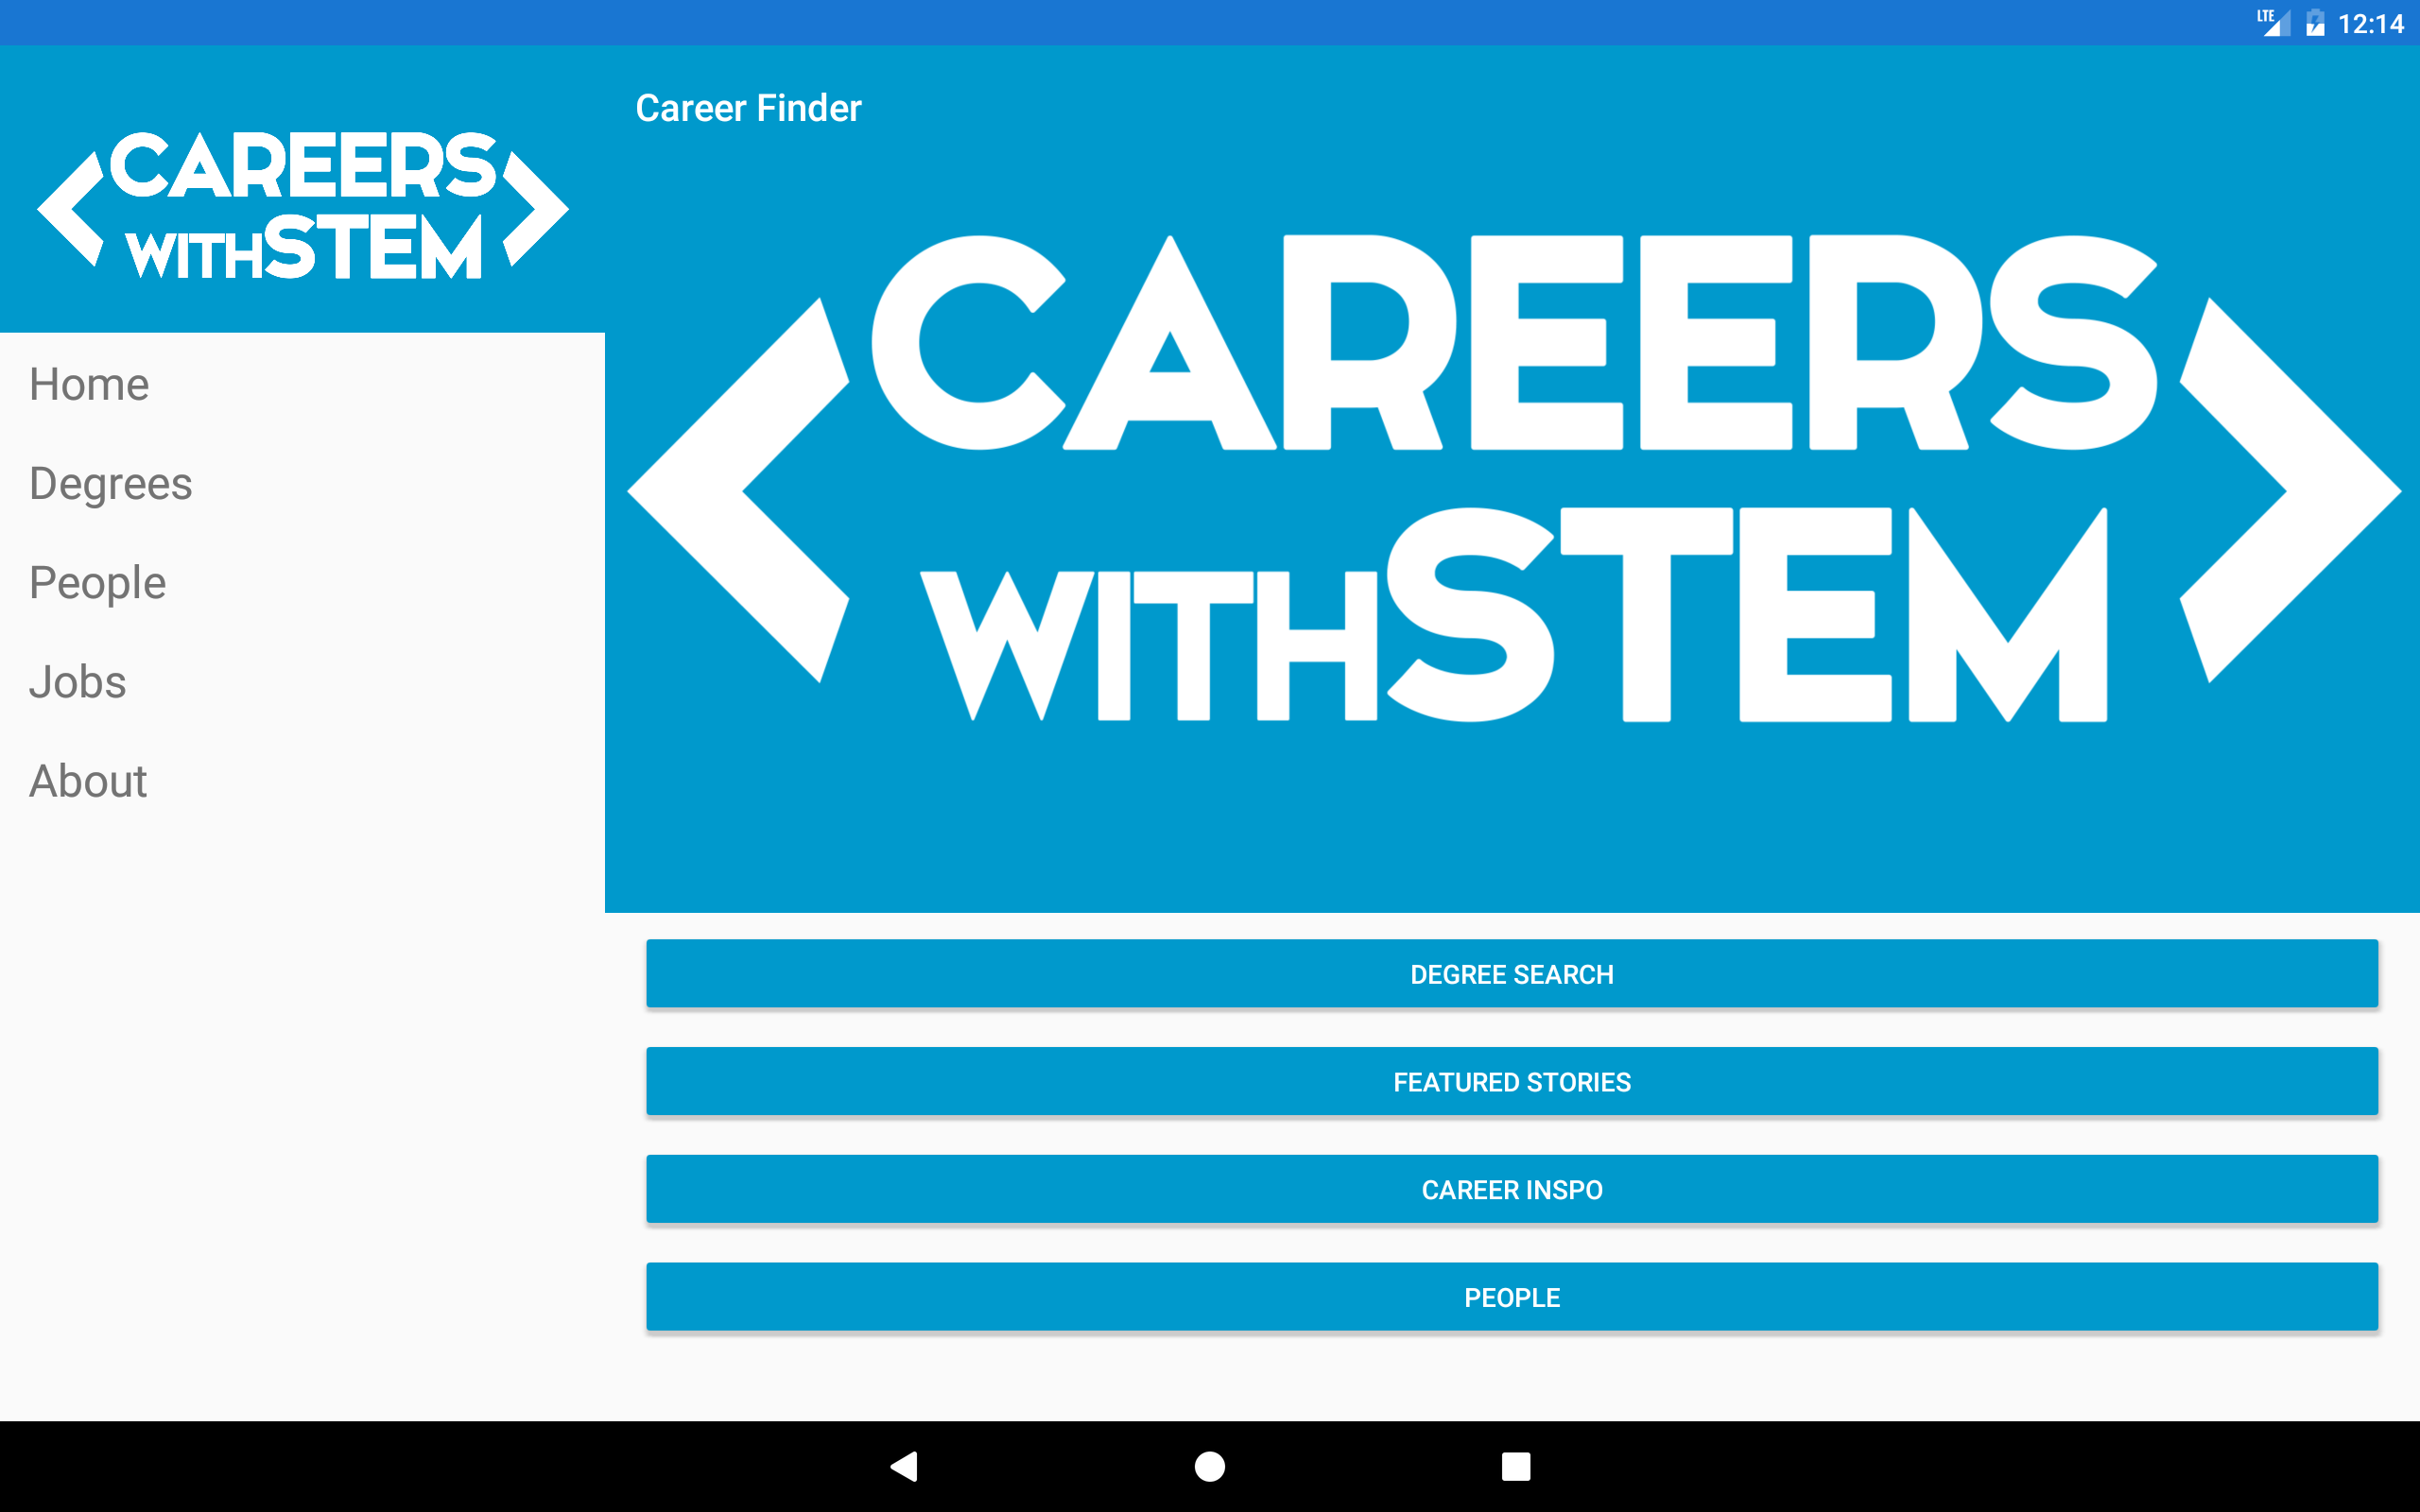 LTE 12:14
CAREERS
WITH STEM
Home
Degrees
People
Jobs
About
Career Finder
CAREERS
WITH STEM
DEGREE SEARCH
FEATURED STORIES
CAREER INSPO
PEOPLE